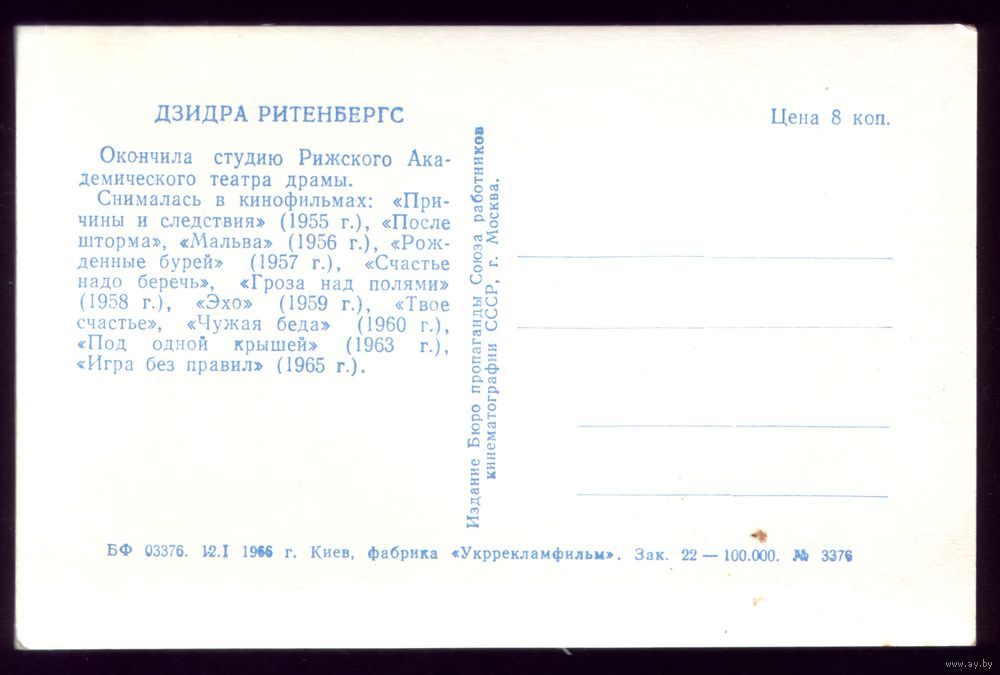 ДЗИДРА РИТЕНБЕРГС
Цена 8 коп.
Окончила студию Рижского Ака-
демического театра драмы.
Снималась в кинофильмах: «При-
чины и следствия» (1955 г.), «После
шторма», «Мальва» (1956 г.), «Рож-
денные бурей» (1957 г.), «Счастье
надо беречь», «Гроза над полями»
(1958 г.), «Эхо» (1959 г.), «Твое
счастье», «Чужая беда» (1960 г.),
«Под одной крышей» (1963 г.),
«Игра без правил» (1965 г.).
Издание Бюро пропаганды Союза работников
кинематографии СССР, г. Москва.
БФ 03376. 12.I 1966 г. Киев, фабрика «Укррекламфильм». Зак. 22 — 100.000. № 3376
www.ay.by